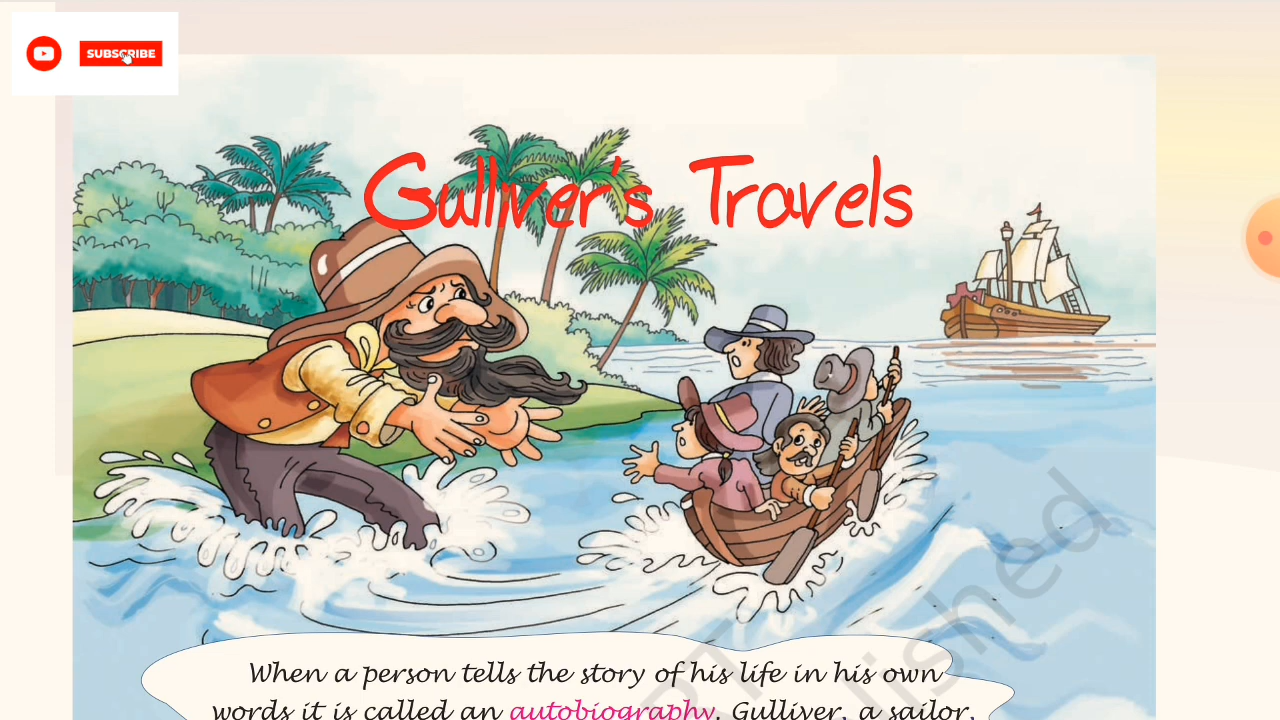 SUBSCRIBE
Gulliver's Travels
When a person tells the story of his life in his own
words it is called an autobiography. Gulliver, a sailor,